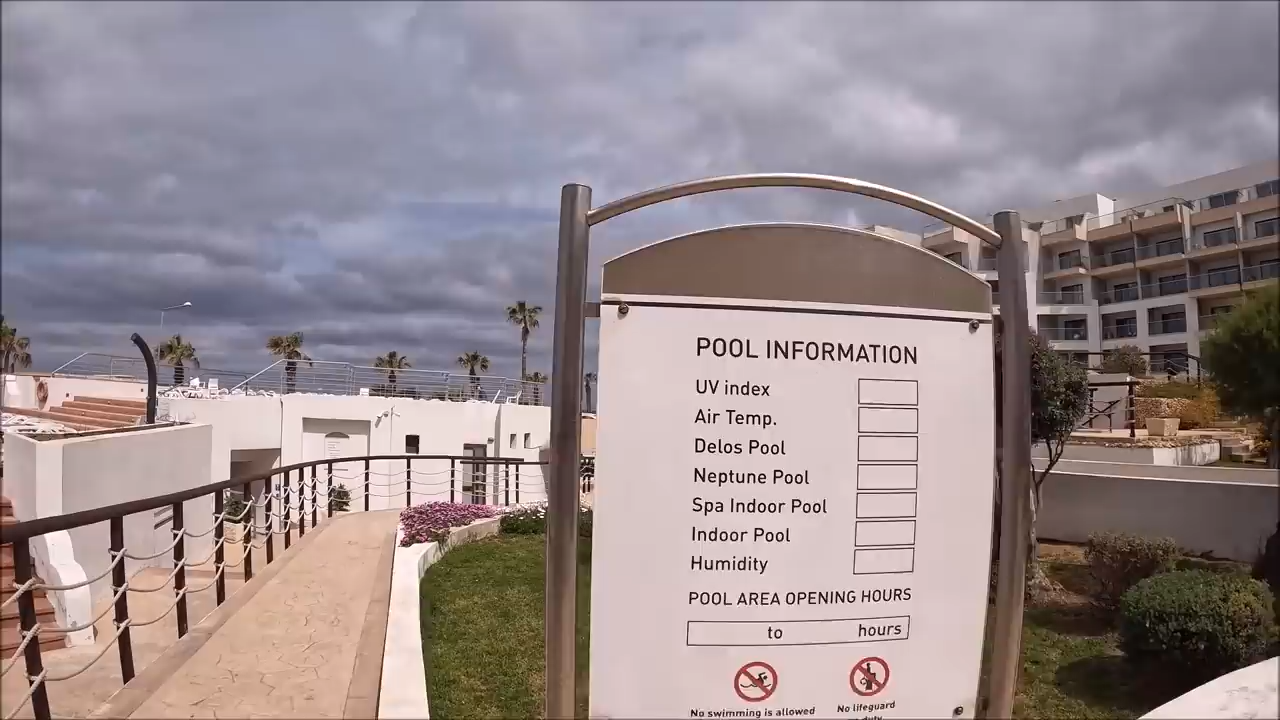 POOL INFORMATION
UV index
Air Temp.
Delos Pool
Neptune Pool
Spa Indoor Pool
Indoor Pool
Humidity
POOL AREA OPENING HOURS
to hours
No swimming is allowed
No lifeguard
duty